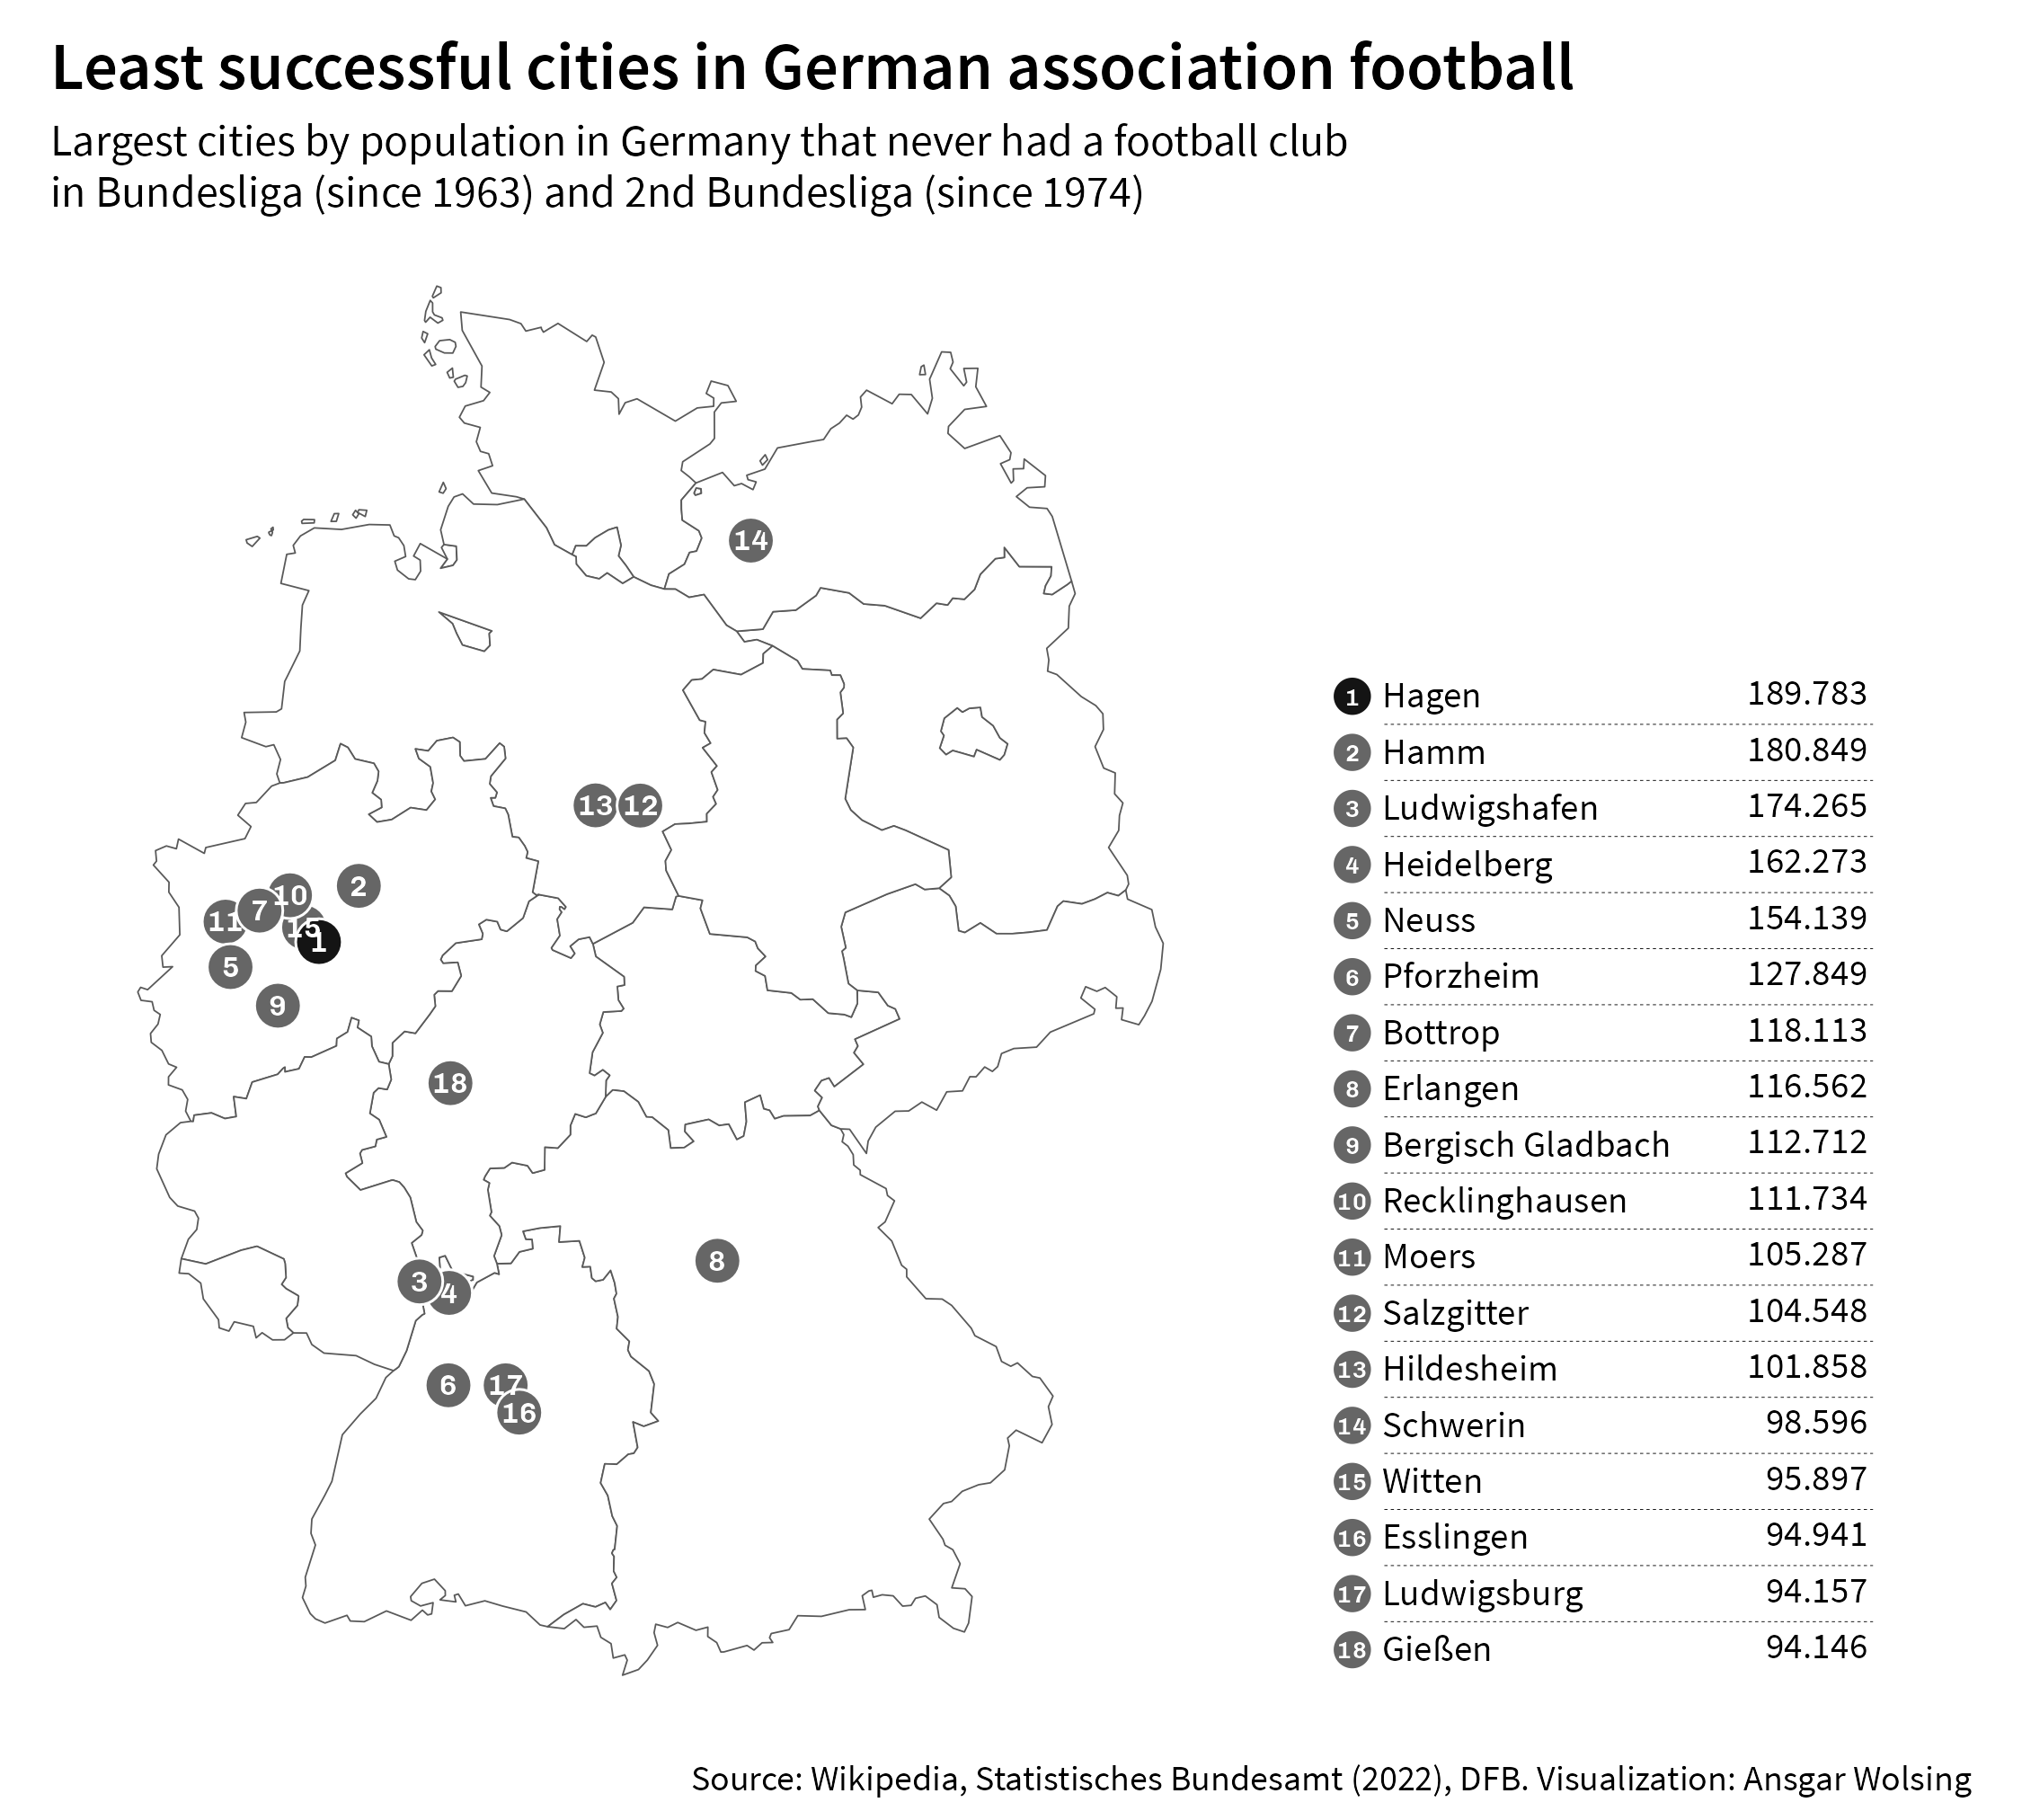 Least successful cities in German association football
Largest cities by population in Germany that never had a football club
in Bundesliga (since 1963) and 2nd Bundesliga (since 1974)
14
13 12
2
10
7
11
15
1
5
9
18
8
3
4
6
17
16
1 Hagen 189.783
2 Hamm 180.849
3 Ludwigshafen 174.265
4 Heidelberg 162.273
5 Neuss 154.139
6 Pforzheim 127.849
7 Bottrop 118.113
8 Erlangen 116.562
9 Bergisch Gladbach 112.712
10 Recklinghausen 111.734
11 Moers 105.287
12 Salzgitter 104.548
13 Hildesheim 101.858
14 Schwerin 98.596
15 Witten 95.897
16 Esslingen 94.941
17 Ludwigsburg 94.157
18 Gießen 94.146
Source: Wikipedia, Statistisches Bundesamt (2022), DFB. Visualization: Ansgar Wolsing